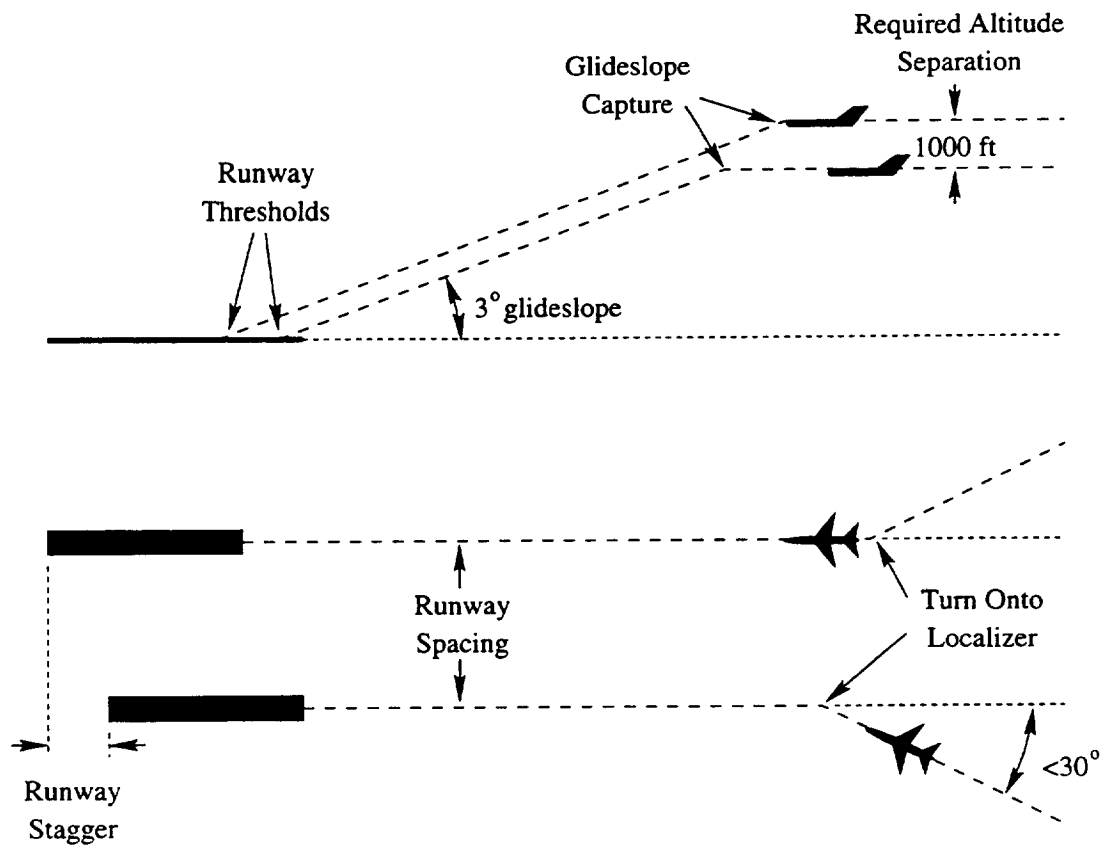 Required Altitude
Separation
Glideslope
Capture
1000 ft
Runway
Thresholds
3° glideslope
Runway
Spacing
Turn Onto
Localizer
<30°
Runway
Stagger